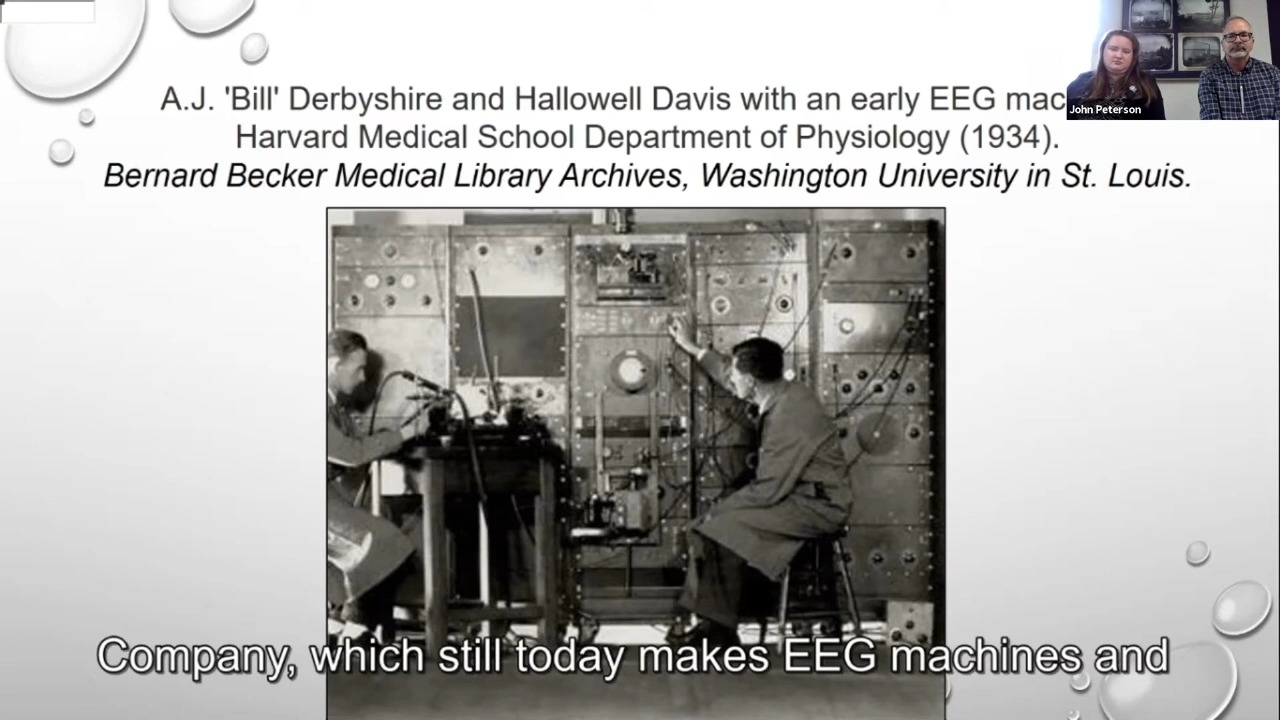 A.J. 'Bill' Derbyshire and Hallowell Davis with an early EEG mac
John Peterson
Harvard Medical School Department of Physiology (1934).
Bernard Becker Medical Library Archives, Washington University in St. Louis.
Company, which still today makes EEG machines and